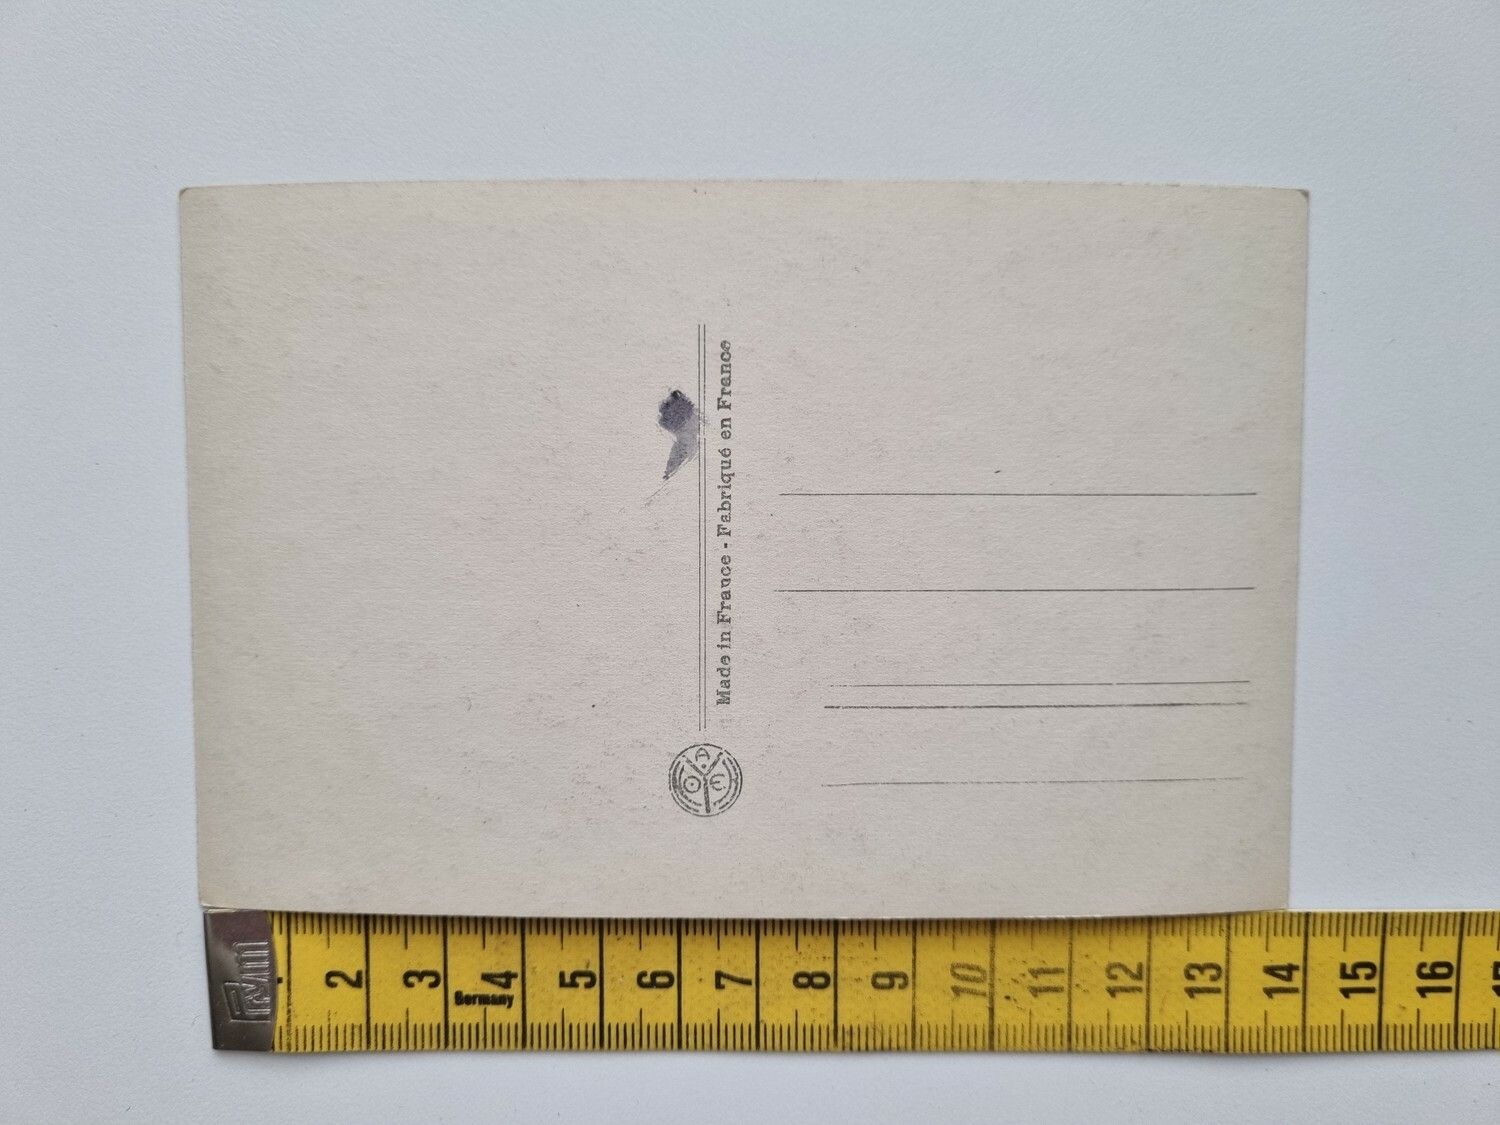 Made in France - Fabriqué en France
Prym
2 3 4 5 6 7 8 9 10 11 12 13 14 15 16
Germany